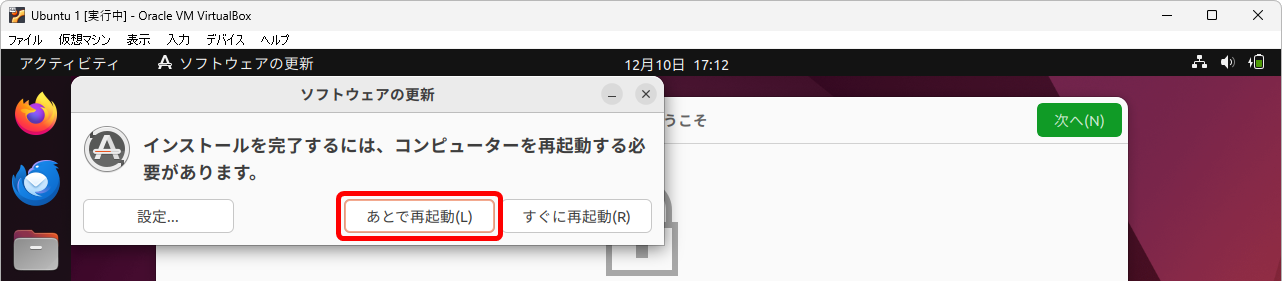 Ubuntu 1 [実行中] - Oracle VM VirtualBox
ファイル 仮想マシン 表示 入力 デバイス ヘルプ
アクティビティ ソフトウェアの更新 12月10日 17:12
ソフトウェアの更新
うこそ 次へ(N)
インストールを完了するには、コンピューターを再起動する必
要があります。
設定... あとで再起動(L) すぐに再起動(R)